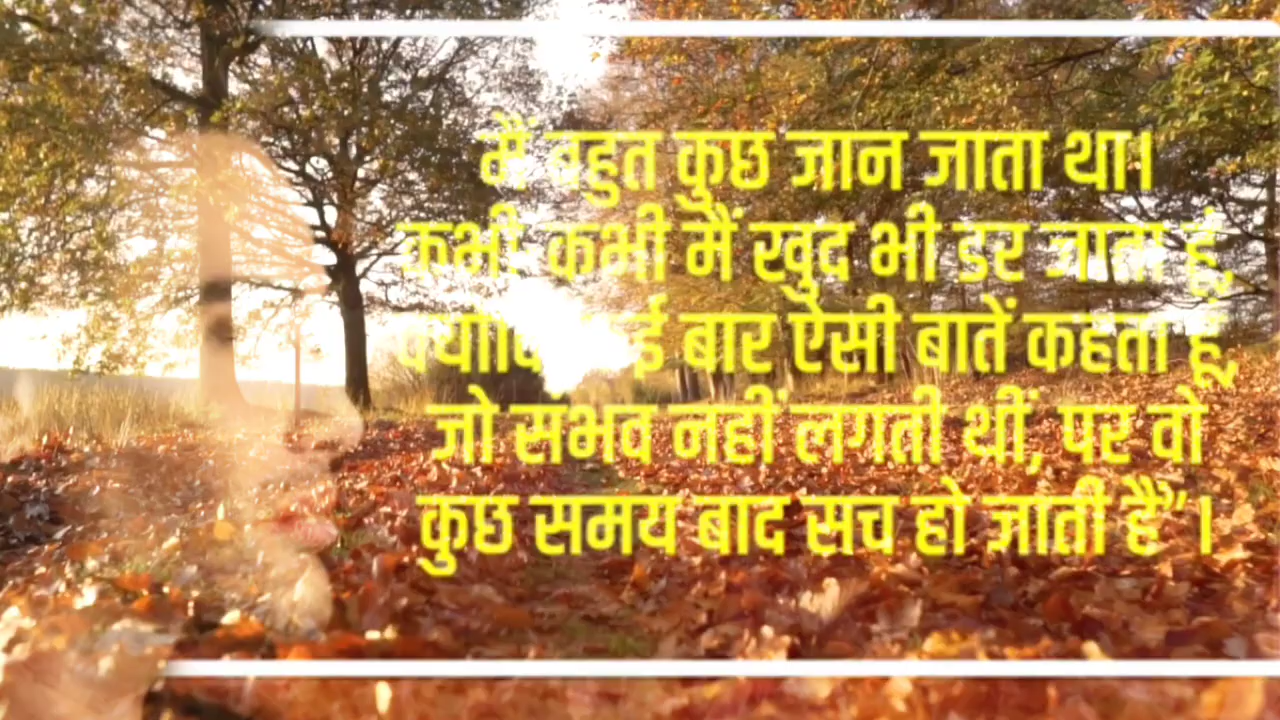 मैं बहुत कुछ जान जाता था।
कभी कभी मैं खुद भी डर जाता हूं,
बार ऐसी बातें कहता हूं,
जो संभव नहीं लगती थीं, पर वो
कुछ समय बाद सच हो जाती हैं”।